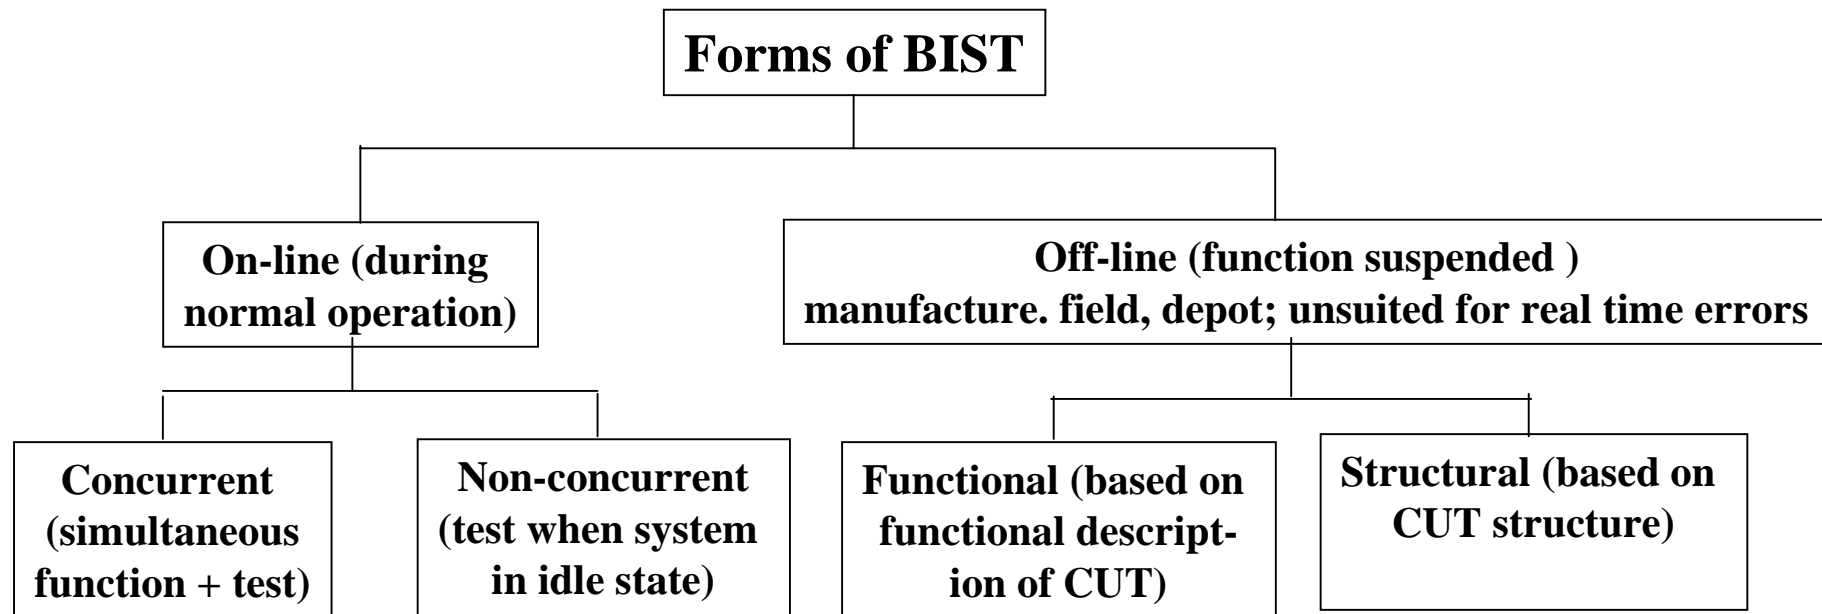 Forms of BIST
On-line (during
normal operation)
Off-line (function suspended )
manufacture. field, depot; unsuited for real time errors
Concurrent
(simultaneous
function + test)
Non-concurrent
(test when system
in idle state)
Functional (based on
functional descript-
ion of CUT)
Structural (based on
CUT structure)